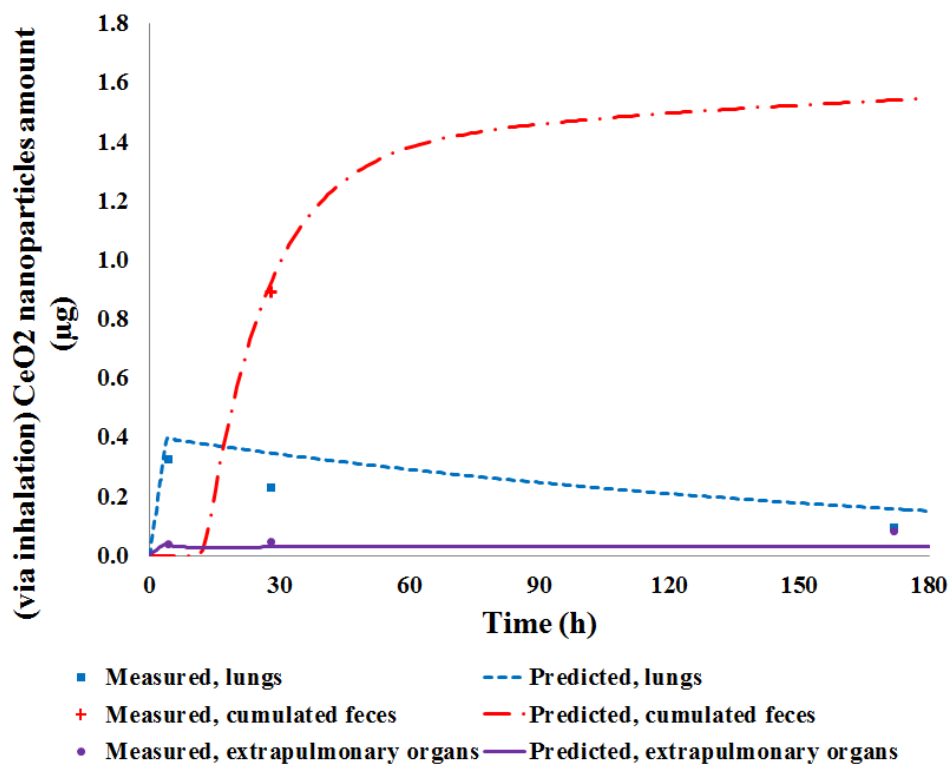 (via inhalation) CeO2 nanoparticles amount
(µg)
1.8
1.6
1.4
1.2
1.0
0.8
0.6
0.4
0.2
0.0
0 30 60 90 120 150 180
Time (h)
Measured, lungs Predicted, lungs
Measured, cumulated feces Predicted, cumulated feces
Measured, extrapulmonary organs Predicted, extrapulmonary organs